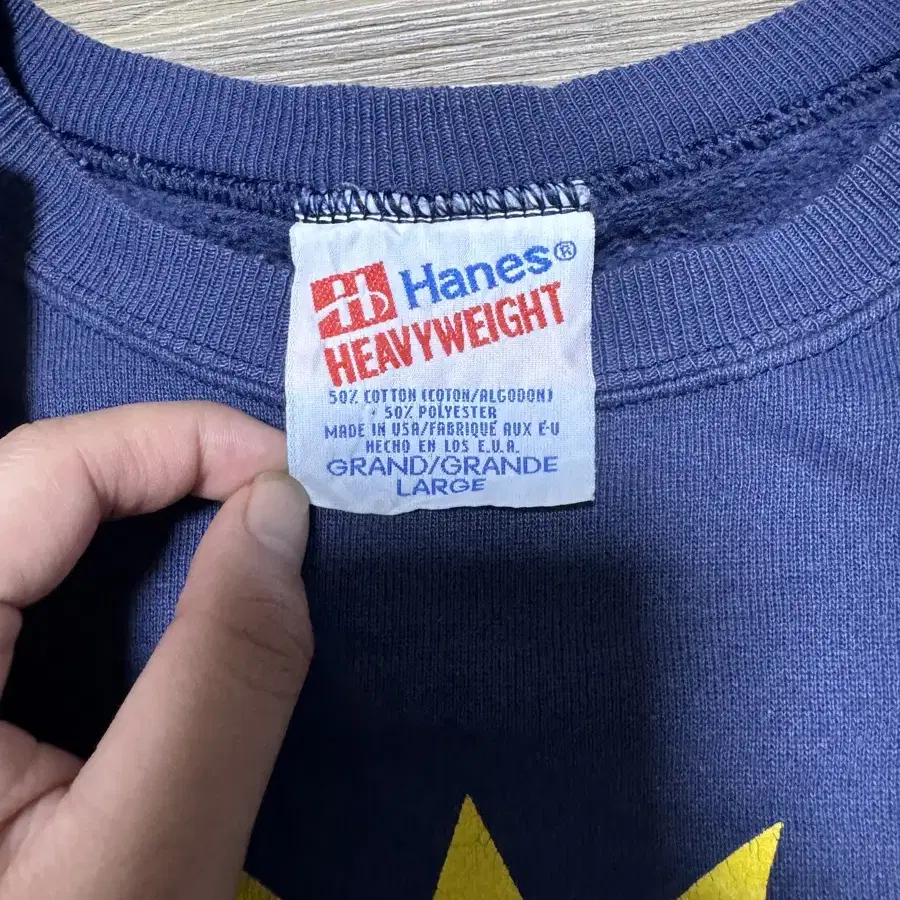 Hanes®
HEAVYWEIGHT
50% COTTON (COTON/ALGODON)
• 50% POLYESTER
MADE IN USA/FABRIQUE AUX E-U
HECHO EN LOS E.U.A.
GRAND/GRANDE
LARGE